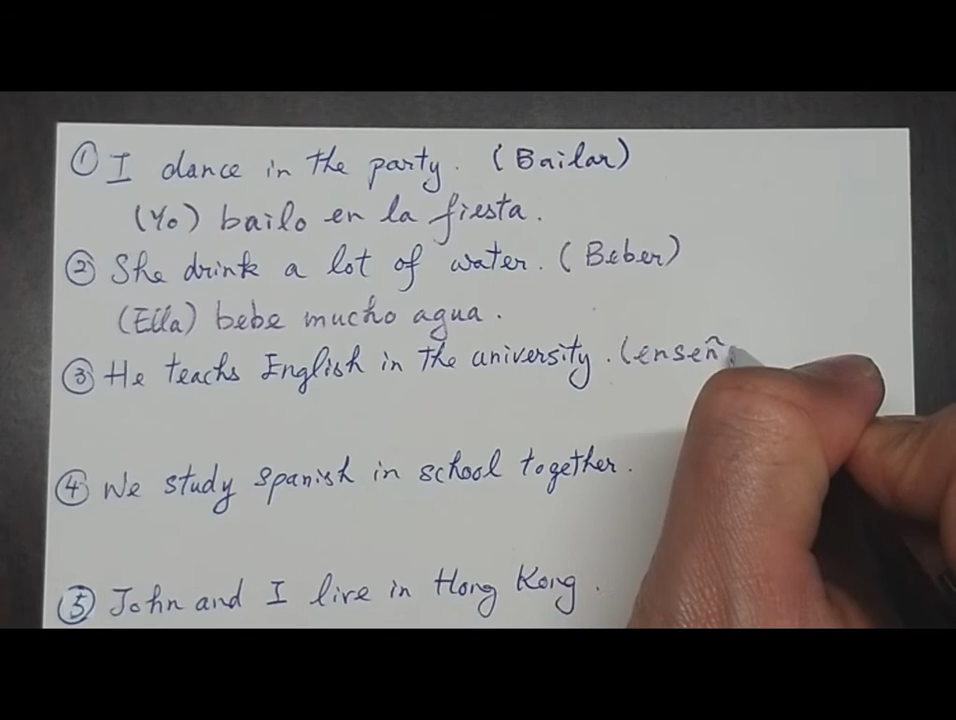 ① I dance in the party. (Bailar)
(Yo) bailo en la fiesta.
② She drink a lot of water. (Beber)
(Ella) bebe mucho agua.
③ He teachs English in the university. (enseñ
④ We study Spanish in school together.
⑤ John and I live in Hong Kong.